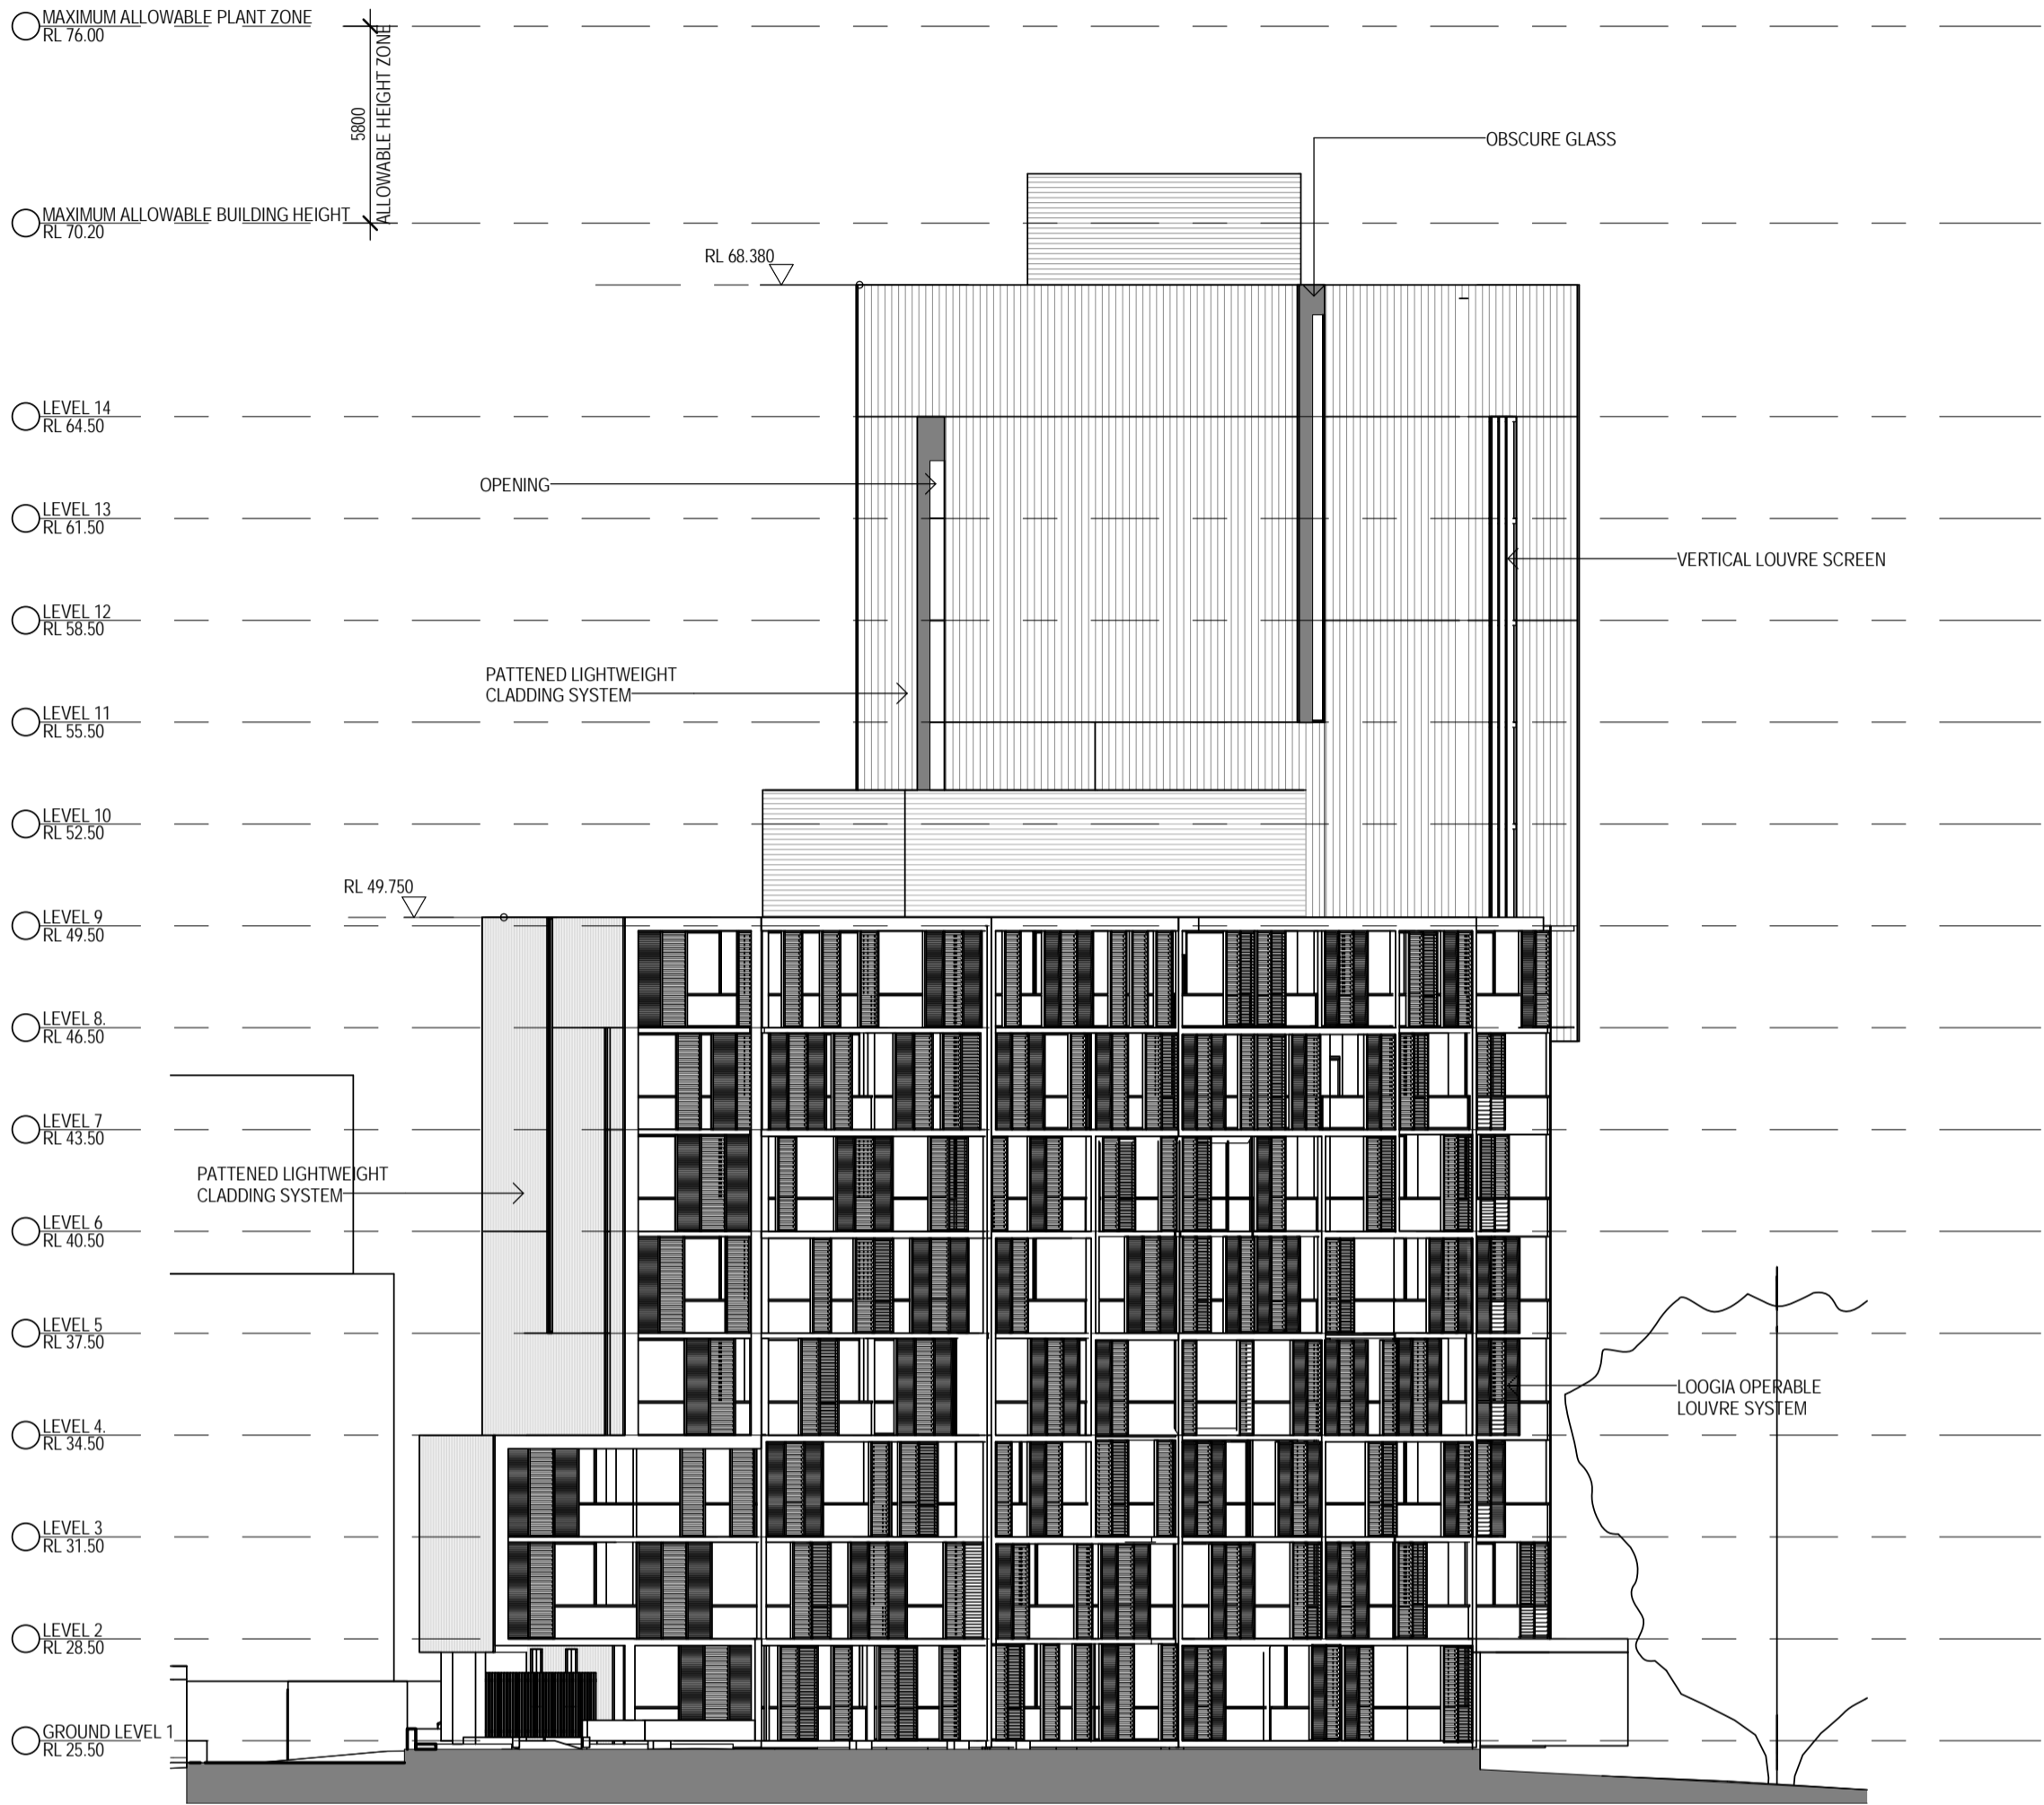 MAXIMUM ALLOWABLE PLANT ZONE
RL 76.00
5800
ALLOWABLE HEIGHT ZONE
OBSCURE GLASS
MAXIMUM ALLOWABLE BUILDING HEIGHT
RL 70.20
RL 68.380
LEVEL 14
RL 64.50
OPENING
LEVEL 13
RL 61.50
VERTICAL LOUVRE SCREEN
LEVEL 12
RL 58.50
PATTENED LIGHTWEIGHT
CLADDING SYSTEM
LEVEL 11
RL 55.50
LEVEL 10
RL 52.50
RL 49.750
LEVEL 9
RL 49.50
LEVEL 8.
RL 46.50
LEVEL 7
RL 43.50
PATTENED LIGHTWEIGHT
CLADDING SYSTEM
LEVEL 6
RL 40.50
LEVEL 5
RL 37.50
LOOGIA OPERABLE
LOUVRE SYSTEM
LEVEL 4.
RL 34.50
LEVEL 3
RL 31.50
LEVEL 2
RL 28.50
GROUND LEVEL 1
RL 25.50